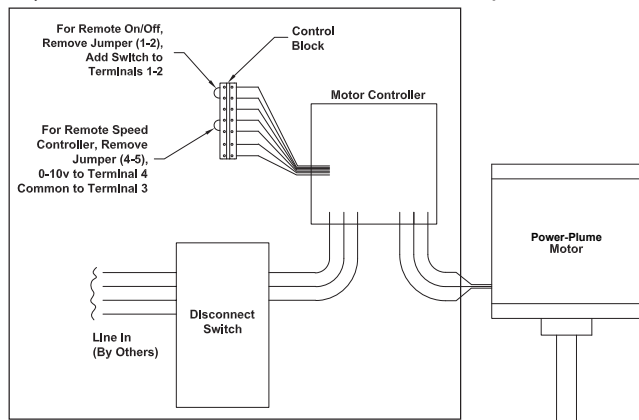 For Remote On/Off,
Remove Jumper (1-2),
Add Switch to
Terminals 1-2
Control
Block
Motor Controller
For Remote Speed
Controller, Remove
Jumper (4-5),
0-10v to Terminal 4
Common to Terminal 3
Power-Plume
Motor
Disconnect
Switch
Line In
(By Others)